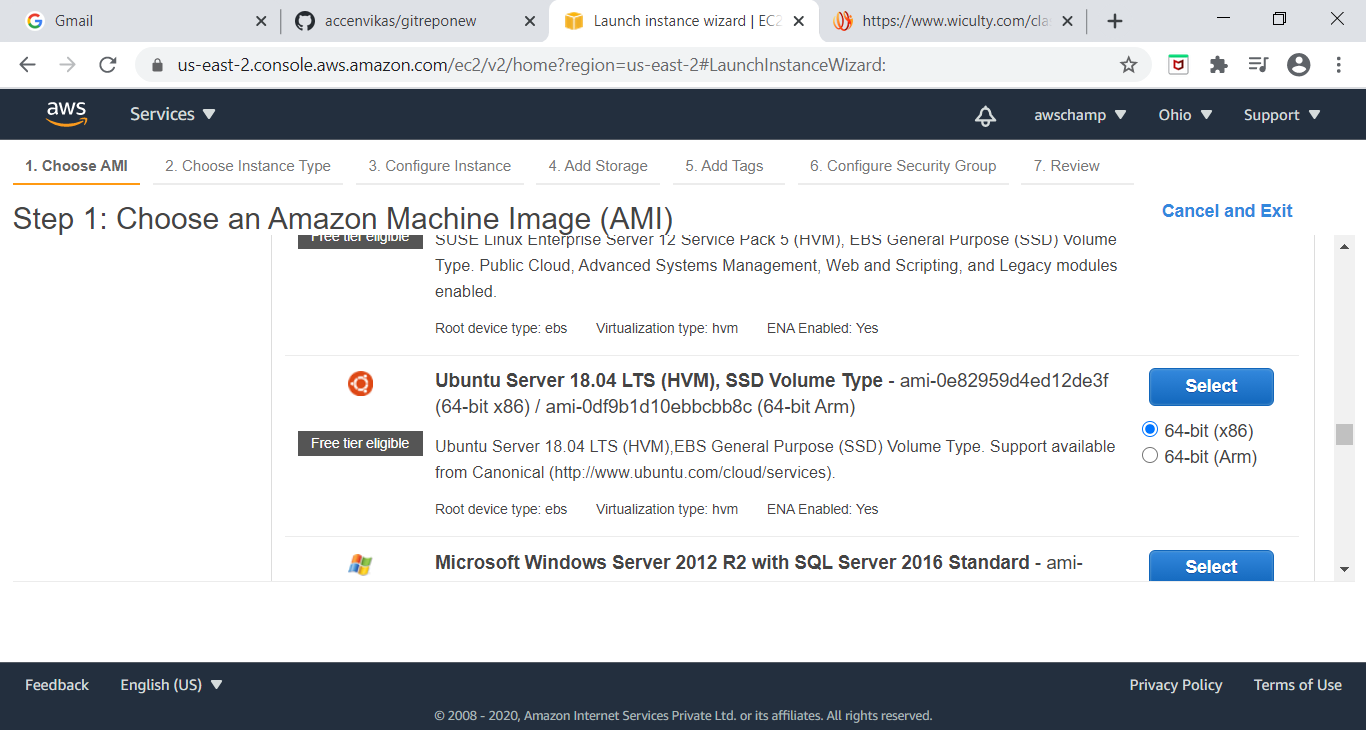 Gmail
accenvikas/gitreponew
Launch instance wizard | EC2
https://www.wiculty.com/cla
us-east-2.console.aws.amazon.com/ec2/v2/home?region=us-east-2#LaunchInstanceWizard:
aws
Services
awschamp
Ohio
Support
1. Choose AMI
2. Choose Instance Type
3. Configure Instance
4. Add Storage
5. Add Tags
6. Configure Security Group
7. Review
Step 1: Choose an Amazon Machine Image (AMI)
Cancel and Exit
Free tier eligible
SUSE Linux Enterprise Server 12 Service Pack 5 (HVM), EBS General Purpose (SSD) Volume
Type. Public Cloud, Advanced Systems Management, Web and Scripting, and Legacy modules
enabled.
Root device type: ebs Virtualization type: hvm ENA Enabled: Yes
Ubuntu Server 18.04 LTS (HVM), SSD Volume Type - ami-0e82959d4ed12de3f
(64-bit x86) / ami-0df9b1d10ebbcbb8c (64-bit Arm)
Select
64-bit (x86)
64-bit (Arm)
Free tier eligible
Ubuntu Server 18.04 LTS (HVM),EBS General Purpose (SSD) Volume Type. Support available
from Canonical (http://www.ubuntu.com/cloud/services).
Root device type: ebs Virtualization type: hvm ENA Enabled: Yes
Microsoft Windows Server 2012 R2 with SQL Server 2016 Standard - ami-
Select
Feedback
English (US)
Privacy Policy
Terms of Use
© 2008 - 2020, Amazon Internet Services Private Ltd. or its affiliates. All rights reserved.